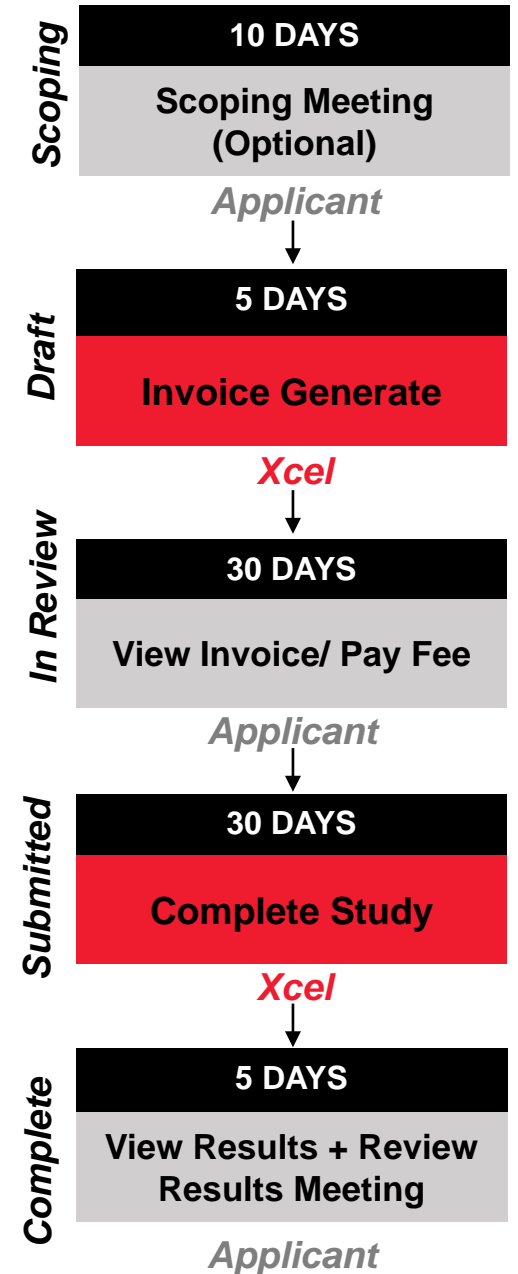 Scoping
10 DAYS
Scoping Meeting
(Optional)
Applicant
Draft
5 DAYS
Invoice Generate
Xcel
In Review
30 DAYS
View Invoice/ Pay Fee
Applicant
Submitted
30 DAYS
Complete Study
Xcel
Complete
5 DAYS
View Results + Review
Results Meeting
Applicant